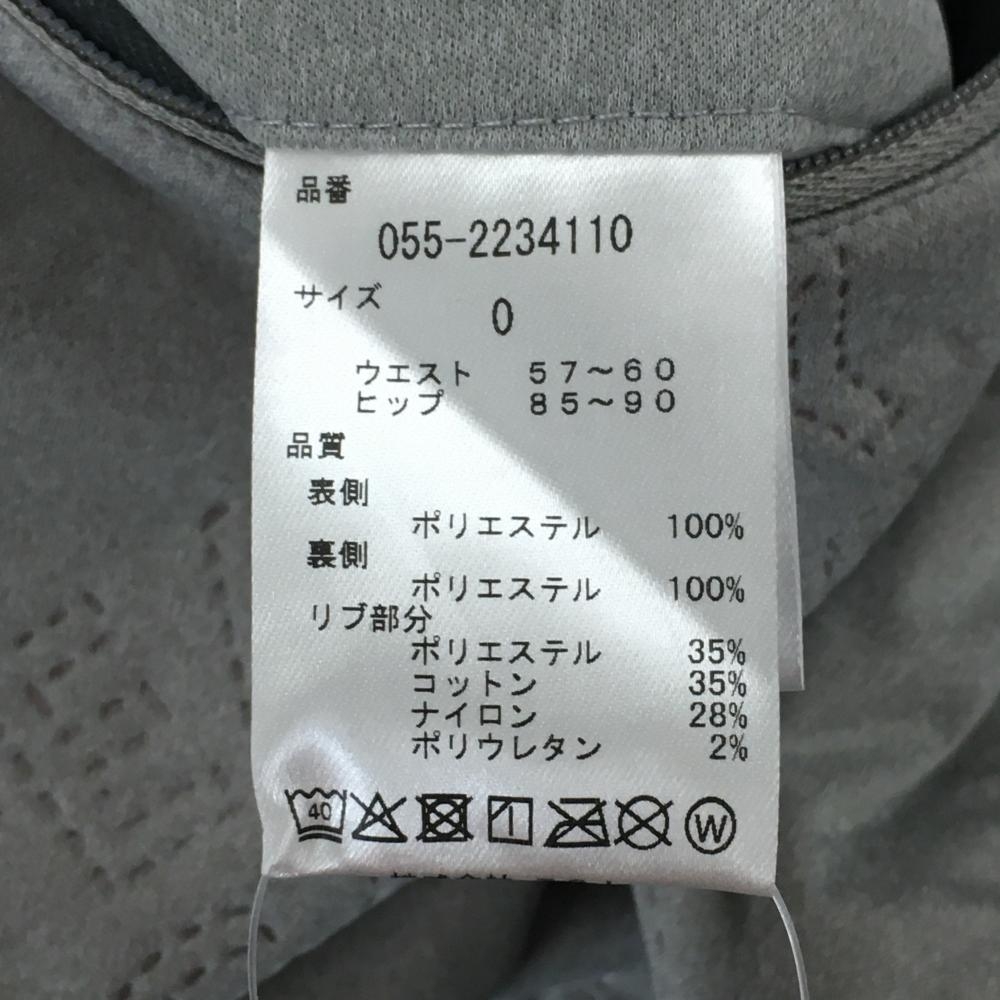 品番
055-2234110
サイズ 0
ウエスト 57〜60
ヒップ 85〜90
品質
表側
ポリエステル 100%
裏側
ポリエステル 100%
リブ部分
ポリエステル 35%
コットン 35%
ナイロン 28%
ポリウレタン 2%
40 W